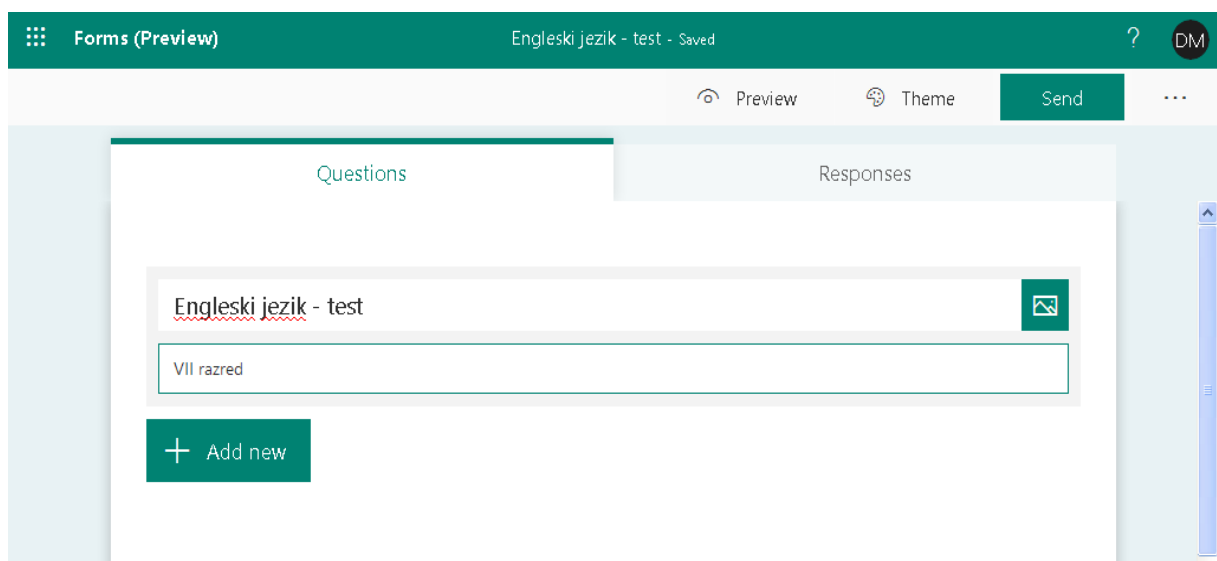 Forms (Preview) Engleski jezik - test - Saved ? DM
Preview Theme Send ...
Questions Responses
Engleski jezik - test
VII razred
Add new